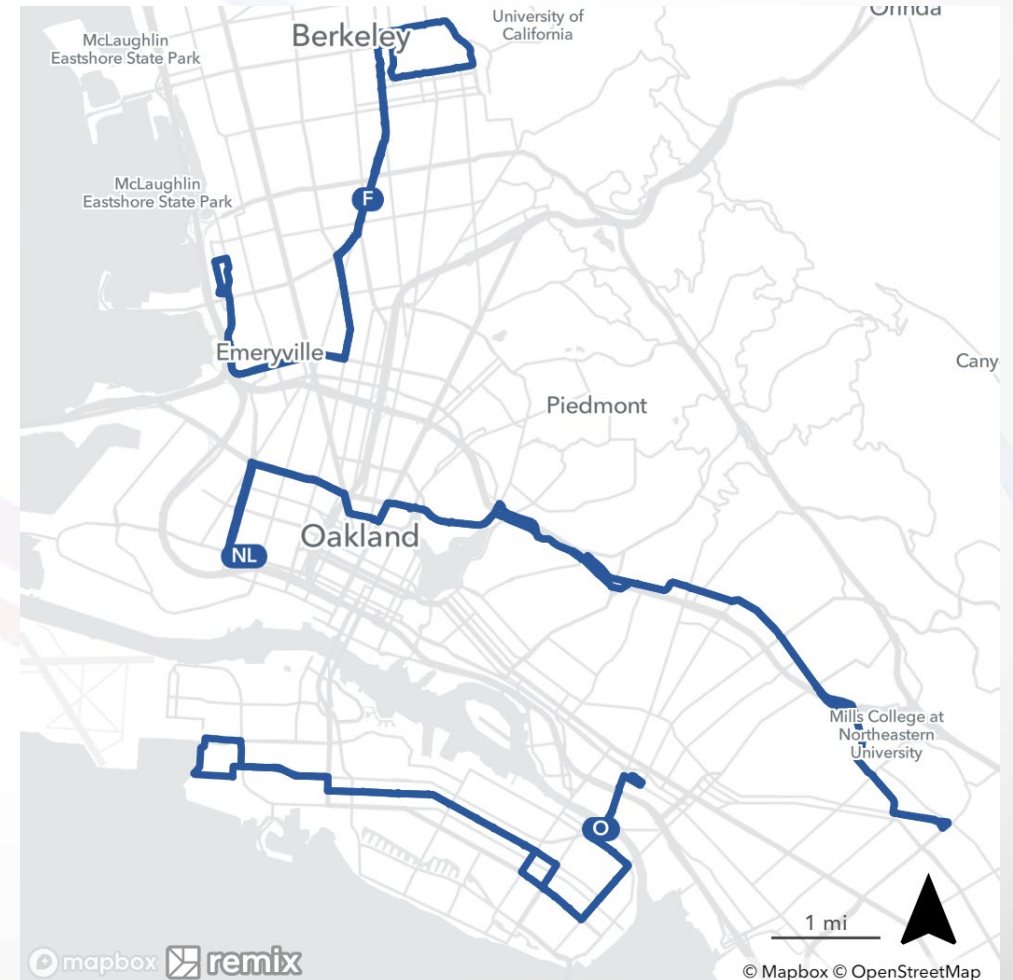 University of
California
Orinda
McLaughlin
Eastshore State Park
Berkeley
McLaughlin
Eastshore State Park
F
Emeryville
Cany
Piedmont
Oakland
NL
Mills College at
Northeastern
University
O
1 mi
mapbox remix
© Mapbox © OpenStreetMap